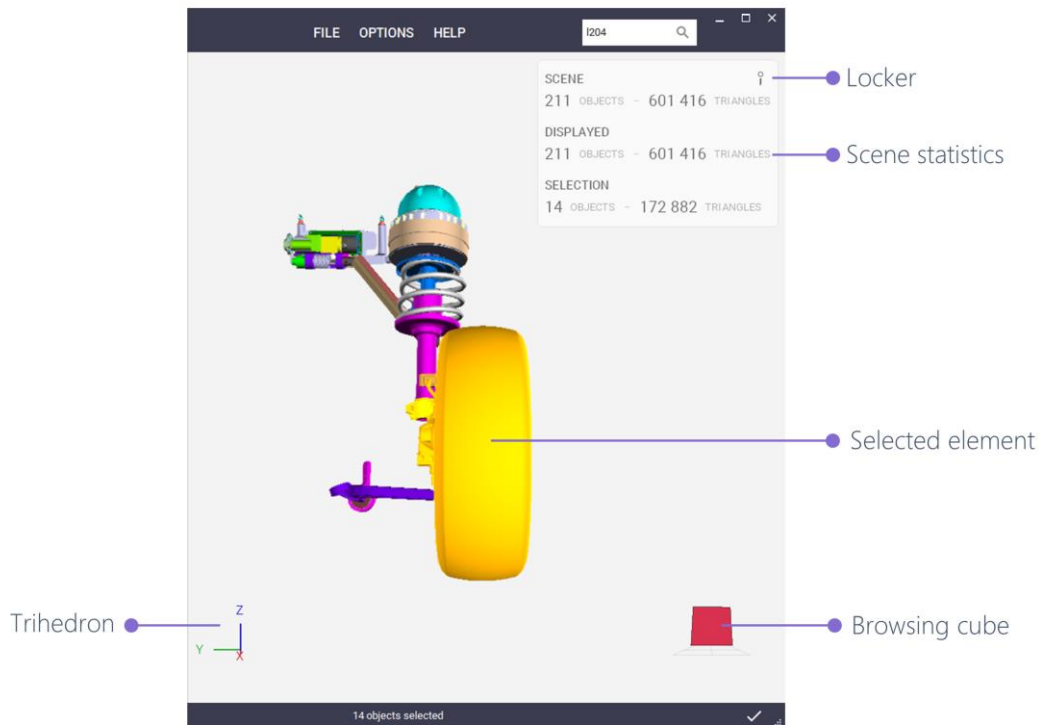 FILE OPTIONS HELP l204
SCENE
211 OBJECTS - 601 416 TRIANGLES
DISPLAYED
211 OBJECTS - 601 416 TRIANGLES
SELECTION
14 OBJECTS - 172 882 TRIANGLES
Locker
Scene statistics
Selected element
Trihedron
Z
Y
X
Browsing cube
14 objects selected